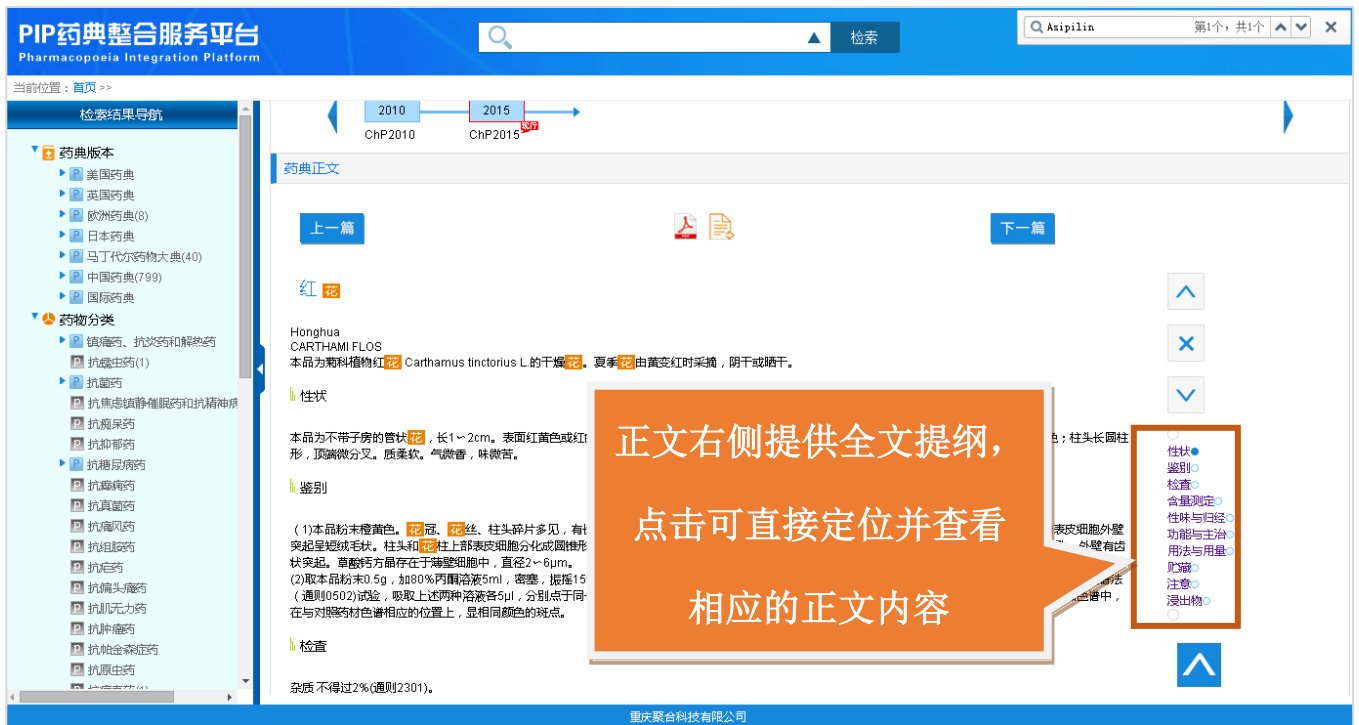 PIP药典整合服务平台
Pharmacopoeia Integration Platform
检索
Asipilin
第1个，共1个
当前位置：首页 >>
检索结果导航
药典版本
美国药典
英国药典
欧洲药典(8)
日本药典
马丁代尔药物大典(40)
中国药典(799)
国际药典
药物分类
镇痛药、抗炎药和解热药
抗蠕虫药(1)
抗菌药
抗焦虑镇静催眠药和抗精神病
抗痴呆药
抗抑郁药
抗糖尿病药
抗癫痫药
抗真菌药
抗痛风药
抗组胺药
抗疟药
抗偏头痛药
抗肌无力药
抗肿瘤药
抗帕金森症药
抗原虫药
2010
2015
ChP2010
ChP2015
现行
药典正文
上一篇
下一篇
红花
Honghua
CARTHAMI FLOS
本品为菊科植物红花 Carthamus tinctorius L.的干燥花。夏季花由黄变红时采摘，阴干或晒干。
性状
本品为不带子房的管状花，长1～2cm。表面红黄色或红
；柱头长圆柱
形，顶端微分叉。质柔软。气微香，味微苦。
鉴别
(1)本品粉末橙黄色。花冠、花丝、柱头碎片多见，有
表皮细胞外壁
突起呈短绒毛状。柱头和花柱上部表皮细胞分化成圆锥形
外壁有齿
状突起。草酸钙方晶存在于薄壁细胞中，直径2～6μm。
(2)取本品粉末0.5g，加80%丙酮溶液5ml，密塞，振摇15
（通则0502)试验，吸取上述两种溶液各5μl，分别点于同一
色谱中，
在与对照药材色谱相应的位置上，显相同颜色的斑点。
检查
杂质 不得过2%(通则2301)。
正文右侧提供全文提纲，
点击可直接定位并查看
相应的正文内容
性状
鉴别
检查
含量测定
性味与归经
功能与主治
用法与用量
贮藏
注意
浸出物
重庆聚合科技有限公司